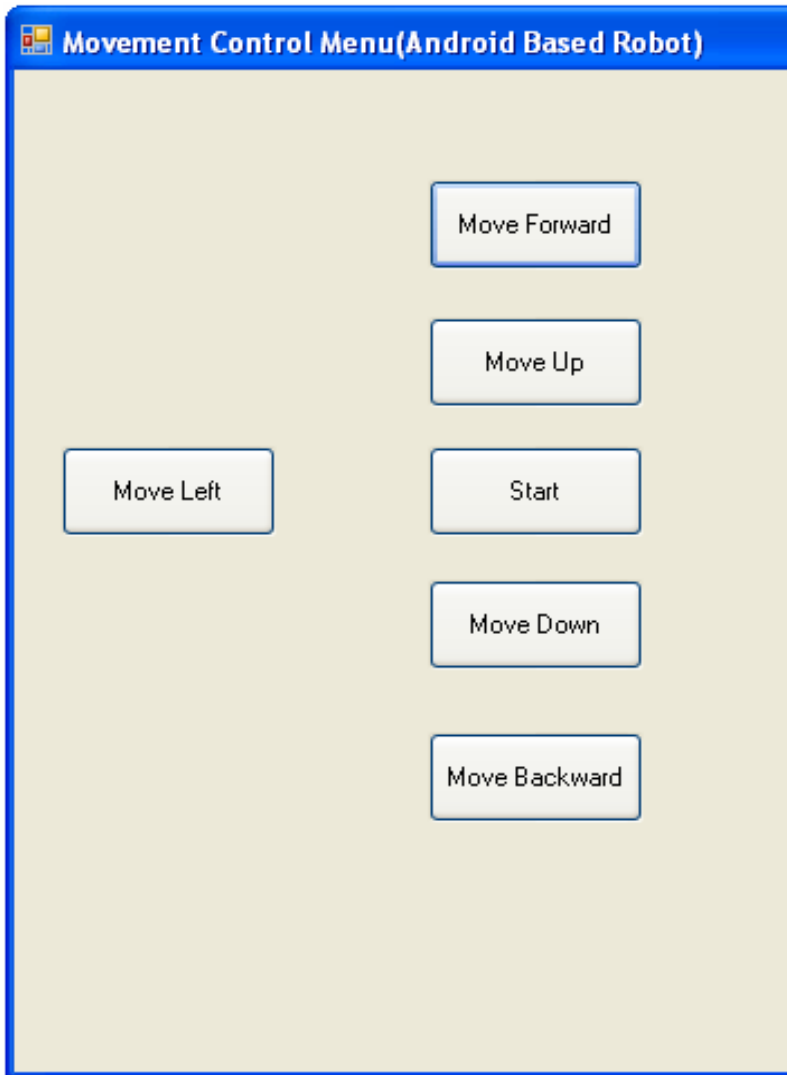 Movement Control Menu(Android Based Robot)
Move Forward
Move Up
Move Left
Start
Move Down
Move Backward